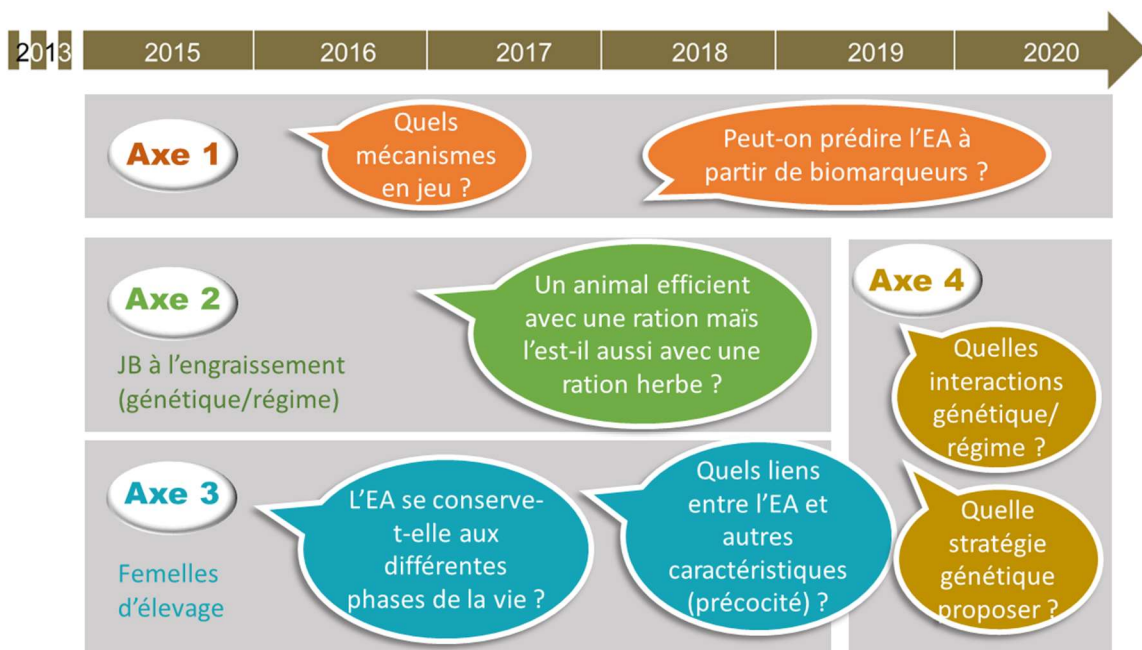 2013
2015
2016
2017
2018
2019
2020
Axe 1
Quels
mécanismes
en jeu ?
Peut-on prédire l'EA à
partir de biomarqueurs ?
Axe 2
JB à l'engraissement
(génétique/régime)
Un animal efficient
avec une ration maïs
l'est-il aussi avec une
ration herbe ?
Axe 3
Femelles
d'élevage
L'EA se conserve-
t-elle aux
différentes
phases de la vie ?
Quels liens
entre l'EA et
autres
caractéristiques
(précocité) ?
Axe 4
Quelles
interactions
génétique/
régime ?
Quelle
stratégie
génétique
proposer ?